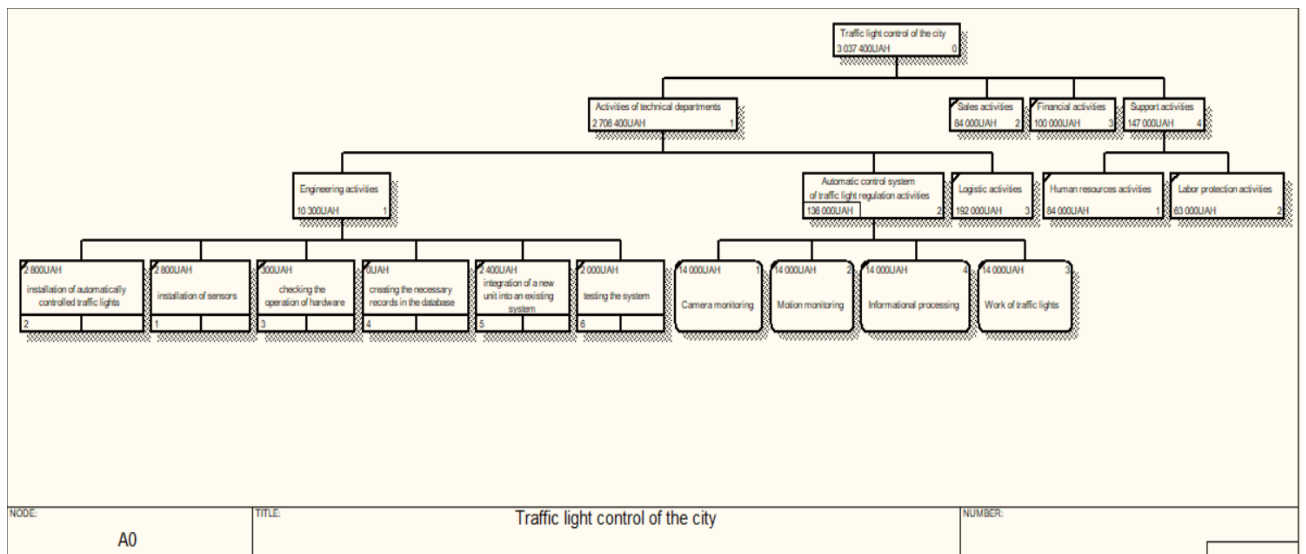 Traffic light control of the city
3 037 400UAH 0
Activities of technical departments
2 706 400UAH 1
Sales activities
84 000UAH 2
Financial activities
100 000UAH 3
Support activities
147 000UAH 4
Engineering activities
10 300UAH 1
Automatic control system
of traffic light regulation activities
136 000UAH 2
Logistic activities
192 000UAH 3
Human resources activities
84 000UAH 1
Labor protection activities
63 000UAH 2
2 800UAH
installation of automatically
controlled traffic lights
2
2 800UAH
installation of sensors
1
300UAH
checking the
operation of hardware
3
0UAH
creating the necessary
records in the database
4
2 400UAH
integration of a new
unit into an existing
system
5
2 000UAH
testing the system
6
14 000UAH 1
Camera monitoring
14 000UAH 2
Motion monitoring
14 000UAH 4
Informational processing
14 000UAH 3
Work of traffic lights
NODE:
A0
TITLE:
Traffic light control of the city
NUMBER: